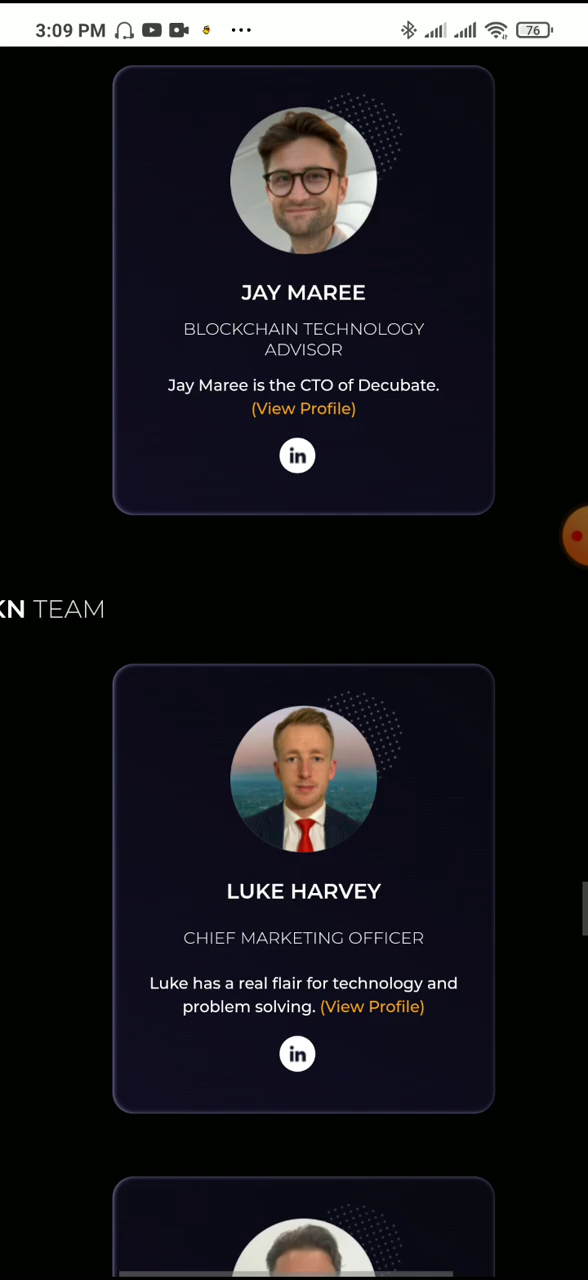 3:09 PM
76
JAY MAREE
BLOCKCHAIN TECHNOLOGY
ADVISOR
Jay Maree is the CTO of Decubate.
(View Profile)
in
KN TEAM
LUKE HARVEY
CHIEF MARKETING OFFICER
Luke has a real flair for technology and
problem solving. (View Profile)
in